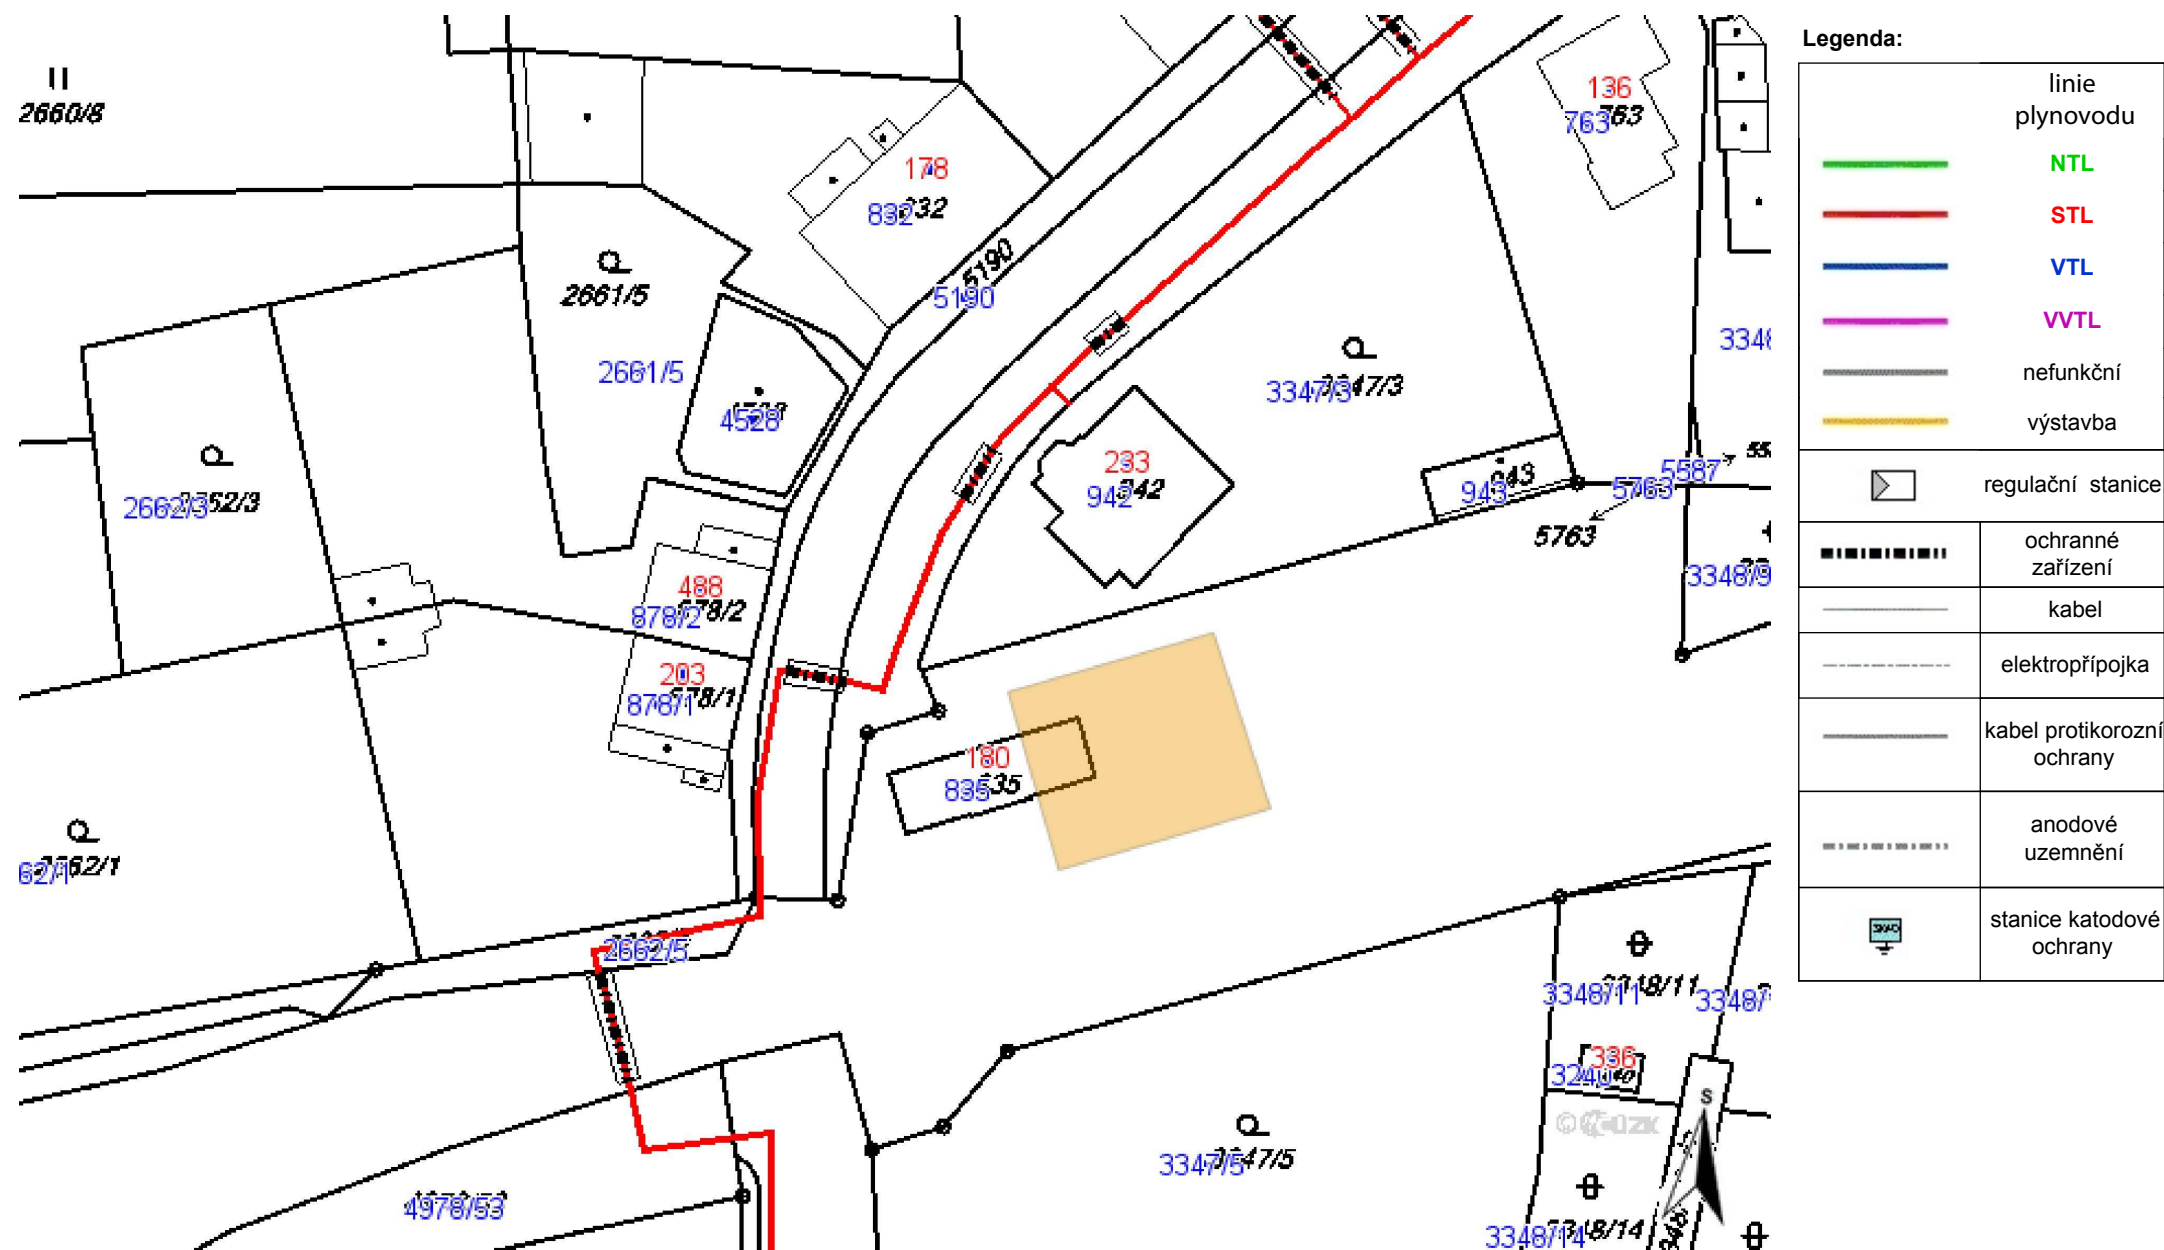 Legenda:
linie
plynovodu
NTL
STL
VTL
VVTL
nefunkční
výstavba
regulační stanice
ochranné
zařízení
kabel
elektropřípojka
kabel protikorozní
ochrany
anodové
uzemnění
stanice katodové
ochrany
2660/8
136
763
178
832
5190
5190
2661/5
2661/5
4528
3347/3
2662/3
233
942
943
5587
5763
5763
3348/9
488
878/2
203
878/1
180
835
2662/5
3348/11
336
3240
3347/5
4978/53
3348/14
S